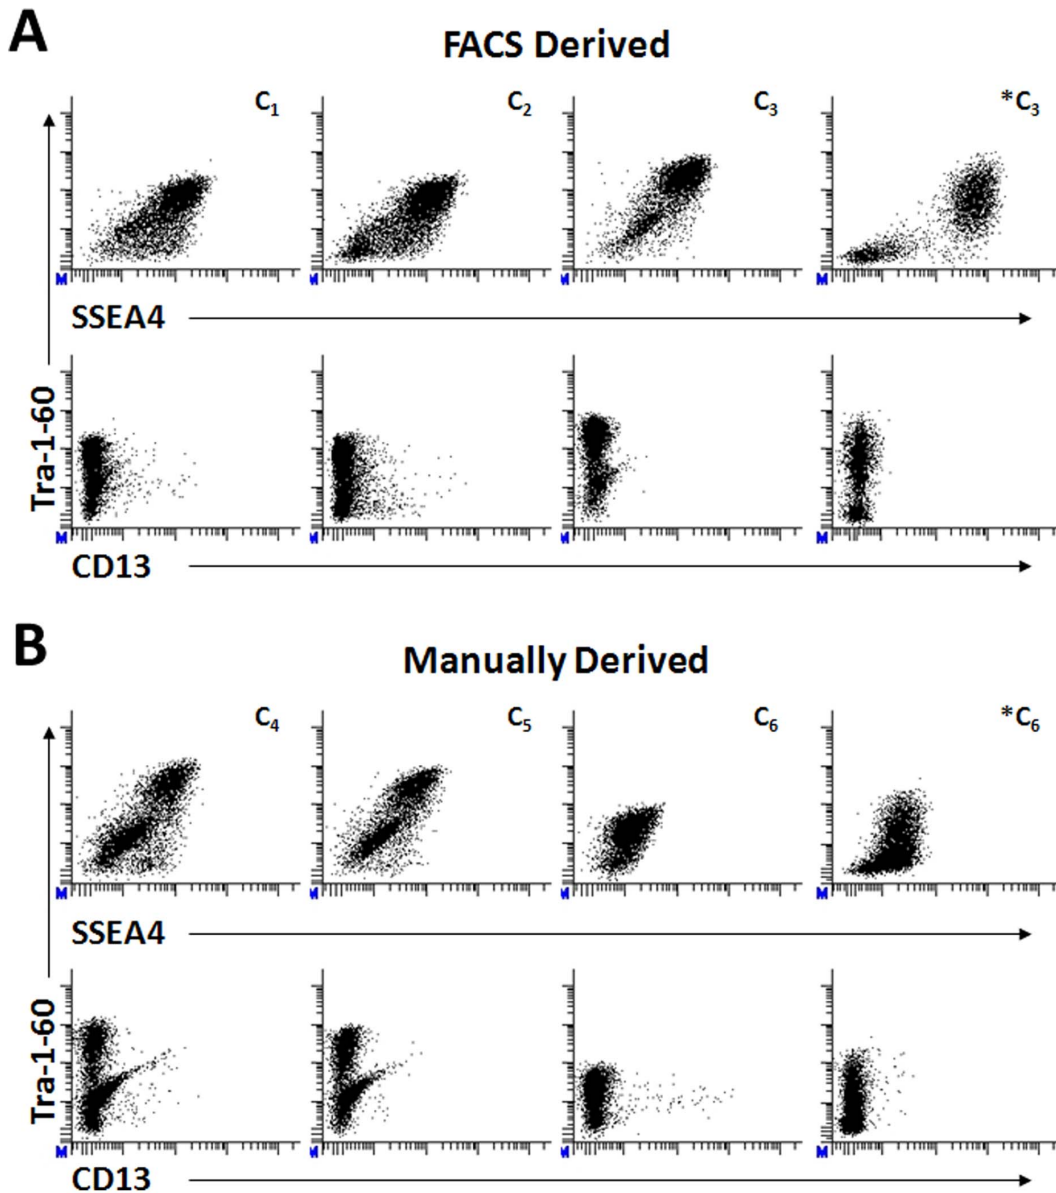 A
FACS Derived
C₁
C₂
C₃
*C₃
M M M M
SSEA4
Tra-1-60
M M M M
CD13
B
Manually Derived
C₄
C₅
C₆
*C₆
M M M M
SSEA4
Tra-1-60
M M M M
CD13